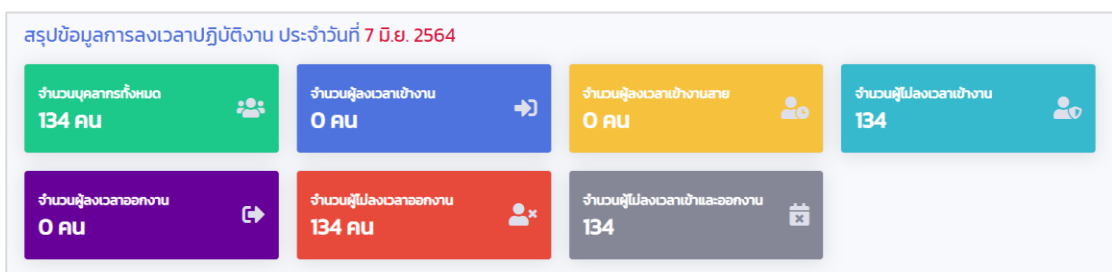 สรุปข้อมูลการลงเวลาปฏิบัติงาน ประจำวันที่ 7 มิ.ย. 2564
จำนวนบุคลากรทั้งหมด
134 คน
จำนวนผู้ลงเวลาเข้างาน
0 คน
จำนวนผู้ลงเวลาเข้างานสาย
0 คน
จำนวนผู้ไม่ลงเวลาเข้างาน
134
จำนวนผู้ลงเวลาออกงาน
0 คน
จำนวนผู้ไม่ลงเวลาออกงาน
134 คน
จำนวนผู้ไม่ลงเวลาเข้าและออกงาน
134